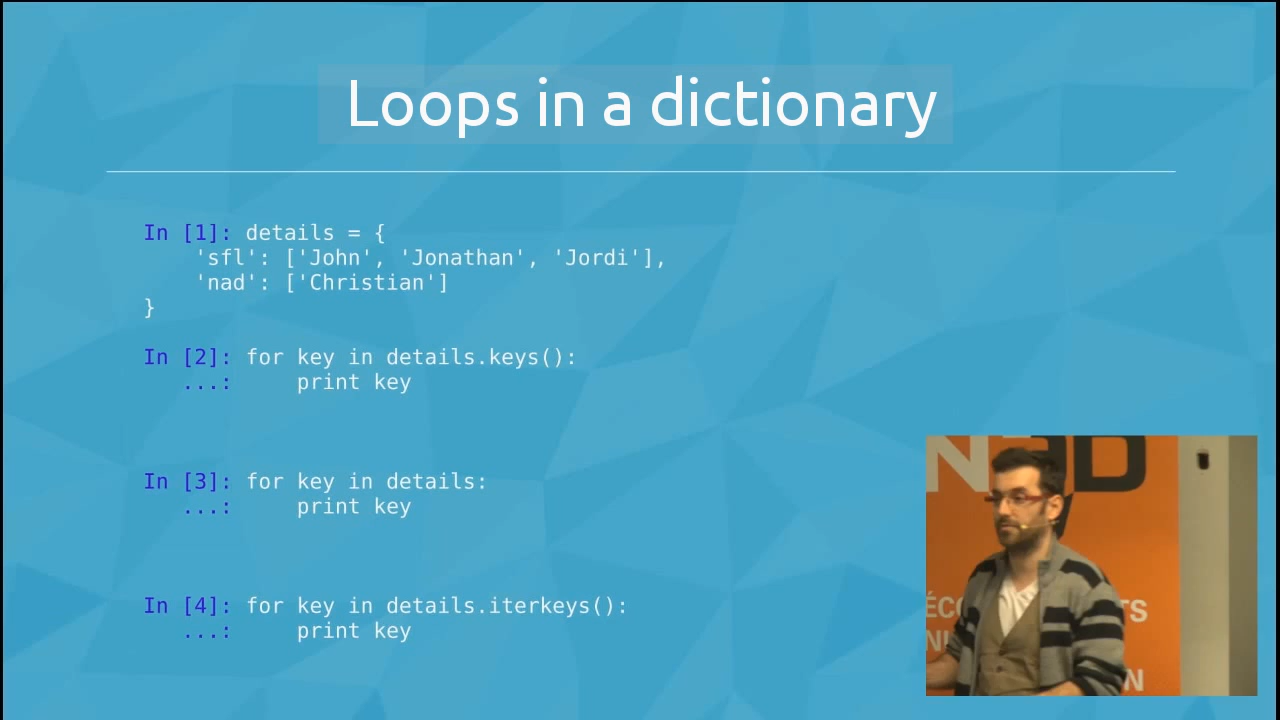 Loops in a dictionary
In [1]: details = {
    'sfl': ['John', 'Jonathan', 'Jordi'],
    'nad': ['Christian']
}
In [2]: for key in details.keys():
   ...:     print key
In [3]: for key in details:
   ...:     print key
In [4]: for key in details.iterkeys():
   ...:     print key